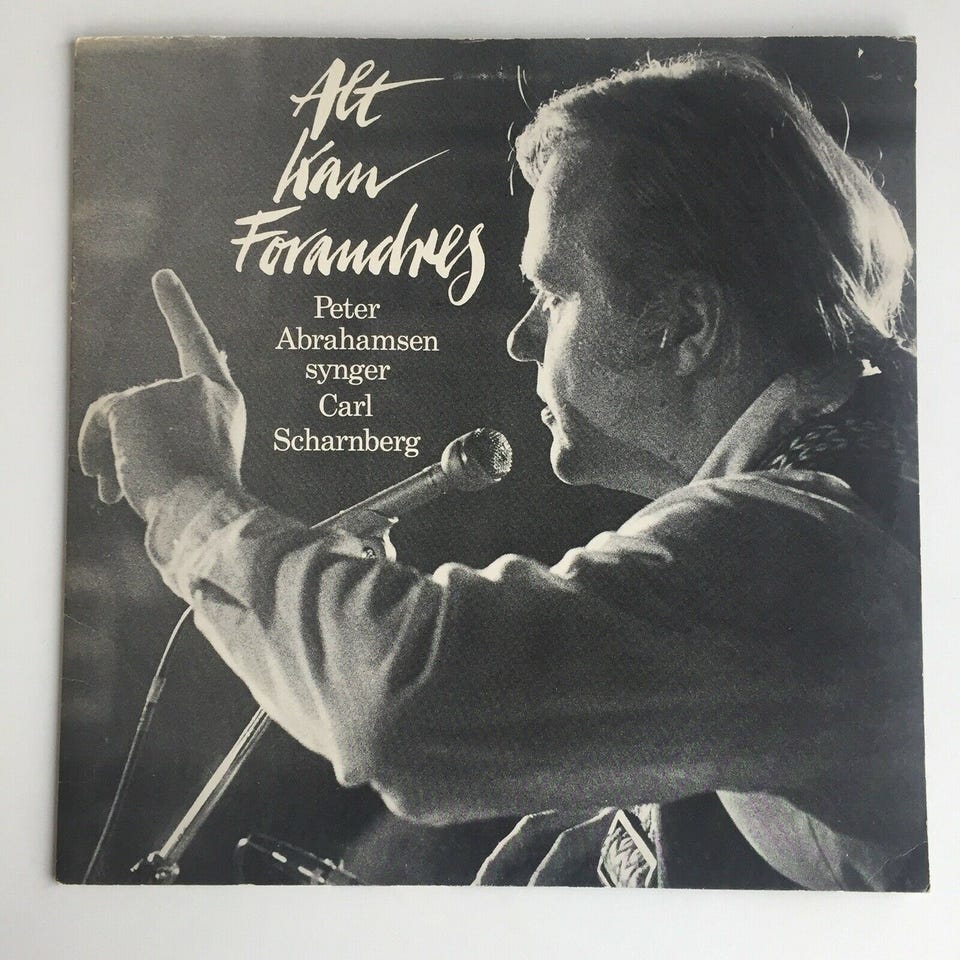 Alt
Kan
Forandres
Peter
Abrahamsen
synger
Carl
Scharnberg